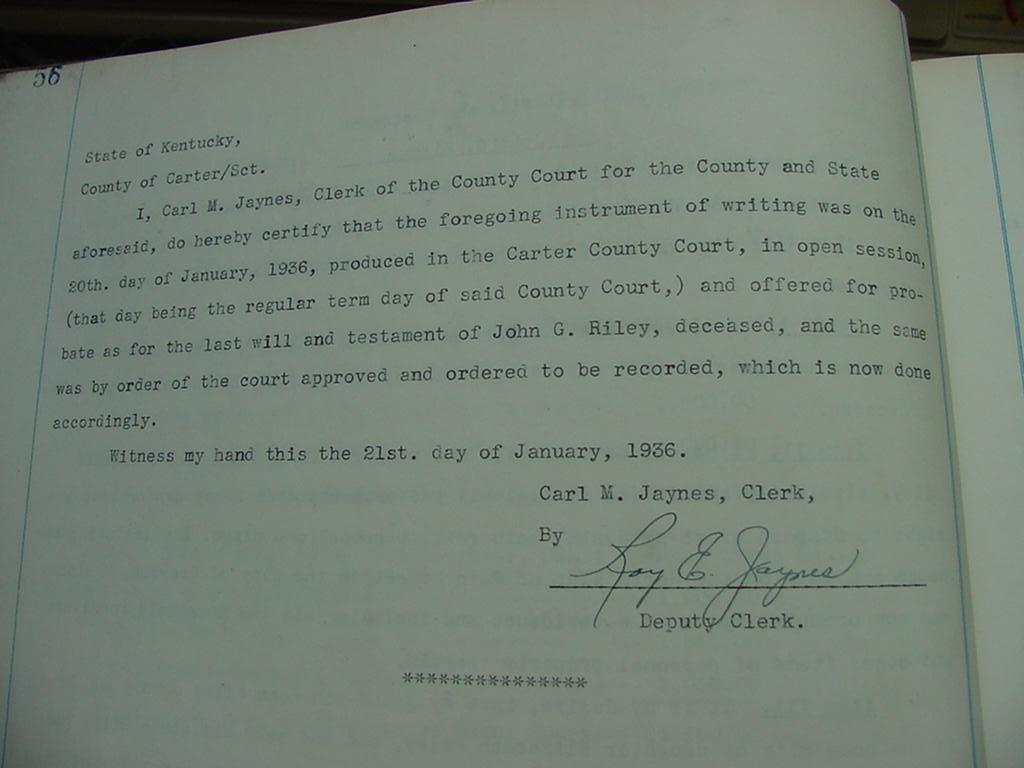 56
State of Kentucky,
County of Carter/Sct.
I, Carl M. Jaynes, Clerk of the County Court for the County and State
aforesaid, do hereby certify that the foregoing instrument of writing was on the
20th. day of January, 1936, produced in the Carter County Court, in open session,
(that day being the regular term day of said County Court,) and offered for pro-
bate as for the last will and testament of John G. Riley, deceased, and the same
was by order of the court approved and ordered to be recorded, which is now done
accordingly.
Witness my hand this the 21st. day of January, 1936.
Carl M. Jaynes, Clerk,
By Roy E. Jaynes
Deputy Clerk.
***************